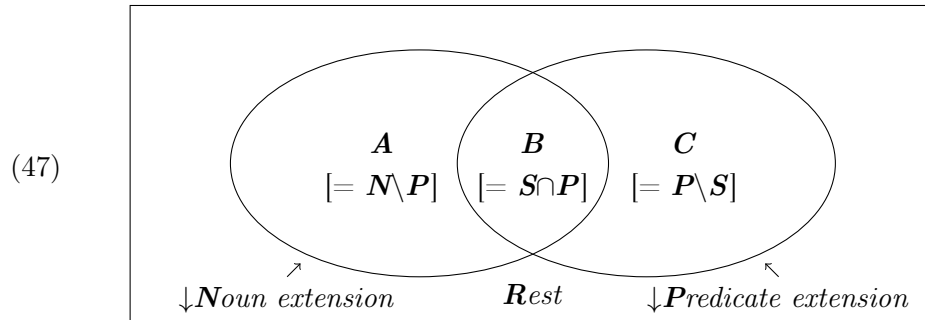 (47)
A B C
[= N\P] [= S∩P] [= P\S]
↓Noun extension Rest ↓Predicate extension